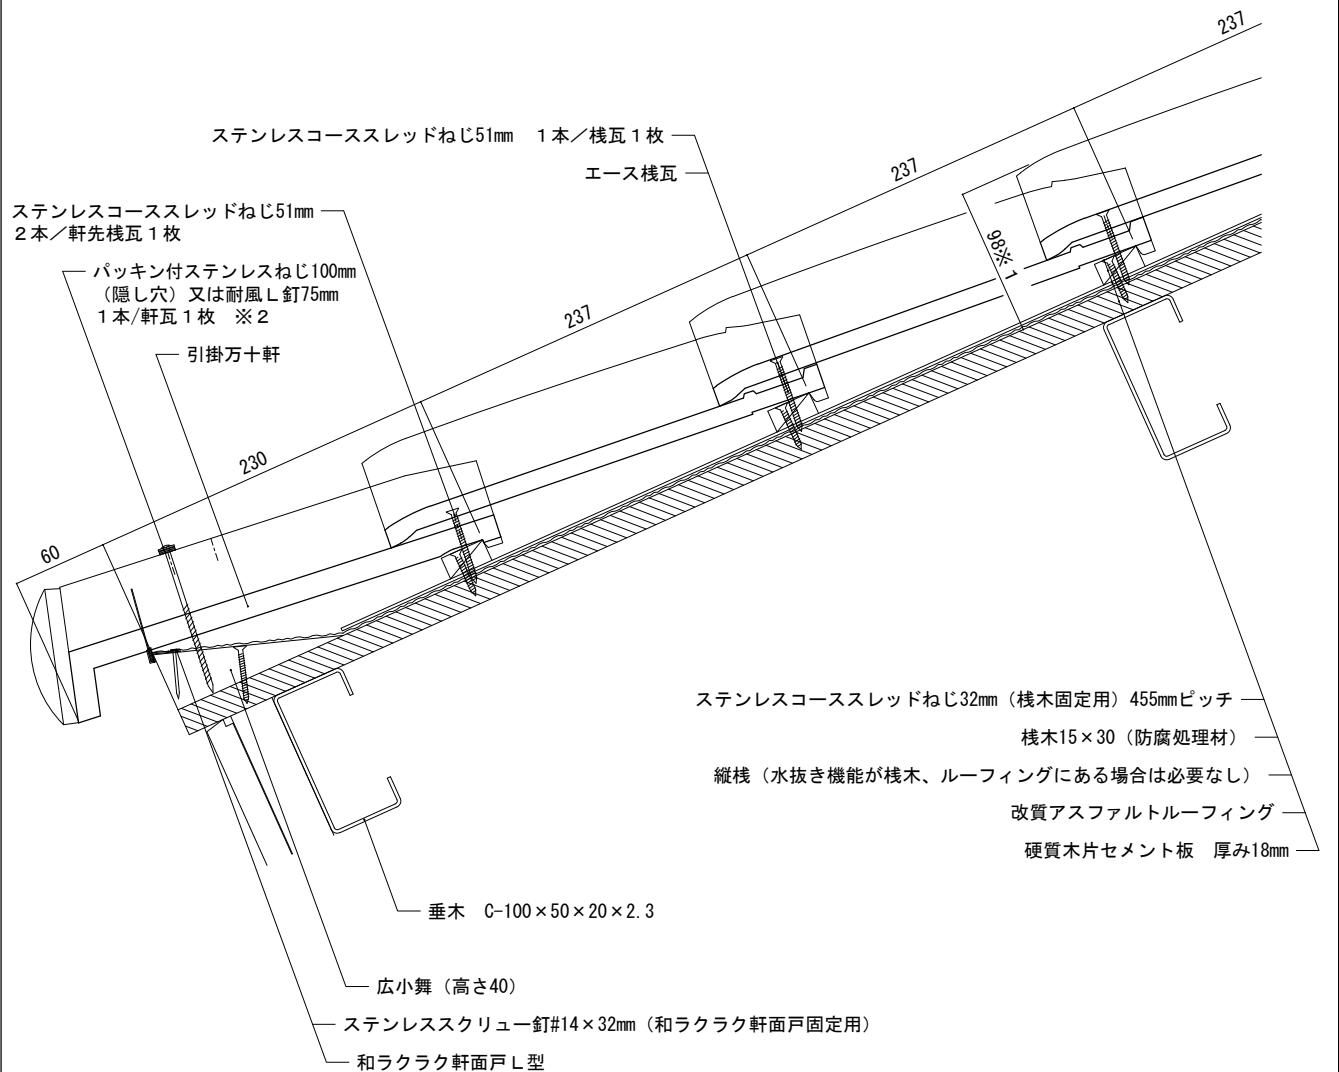 237
ステンレスコーススレッドねじ51mm　１本／桟瓦１枚
エース桟瓦
237
ステンレスコーススレッドねじ51mm
２本／軒先桟瓦１枚
98※１
パッキン付ステンレスねじ100mm
（隠し穴）又は耐風Ｌ釘75mm
１本/軒瓦１枚　※２
237
引掛万十軒
230
60
ステンレスコーススレッドねじ32mm（桟木固定用）455mmピッチ
桟木15×30（防腐処理材）
縦桟（水抜き機能が桟木、ルーフィングにある場合は必要なし）
改質アスファルトルーフィング
硬質木片セメント板　厚み18mm
垂木　C-100×50×20×2.3
広小舞（高さ40）
ステンレススクリュー釘#14×32mm（和ラクラク軒面戸固定用）
和ラクラク軒面戸Ｌ型